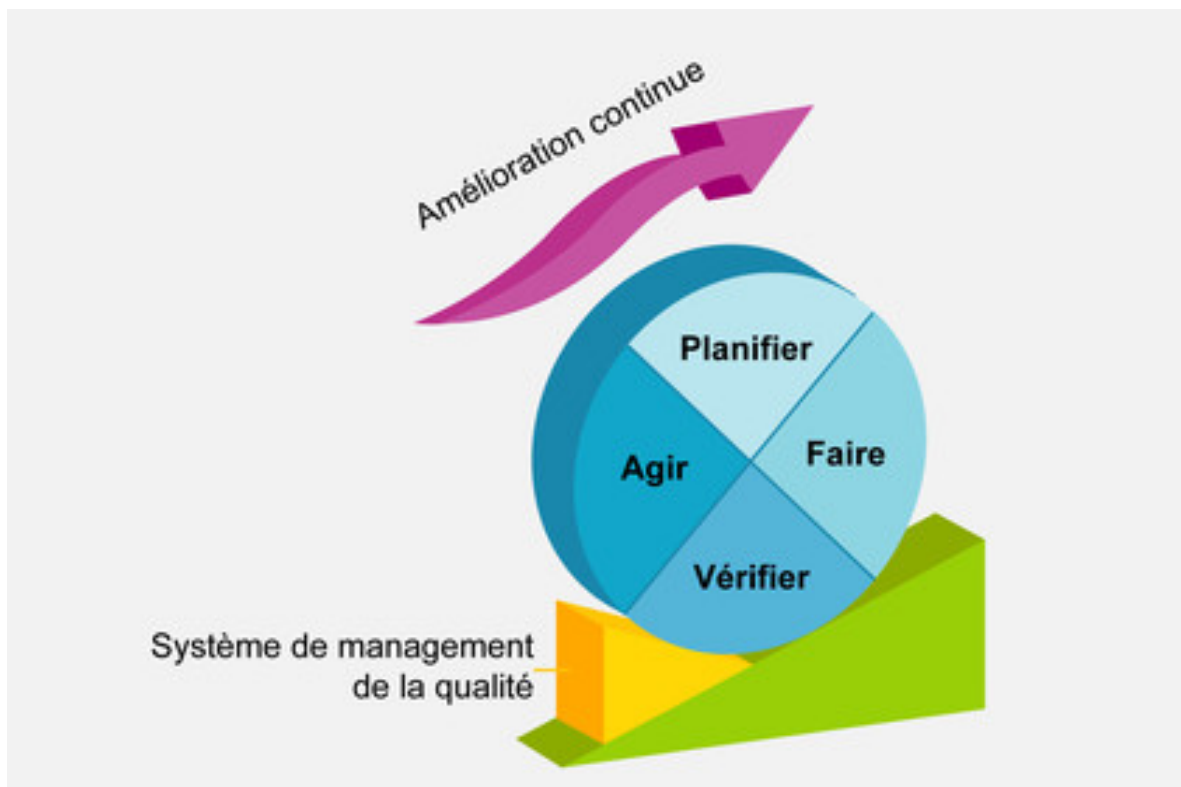 Amélioration continue
Planifier
Faire
Agir
Vérifier
Système de management
de la qualité